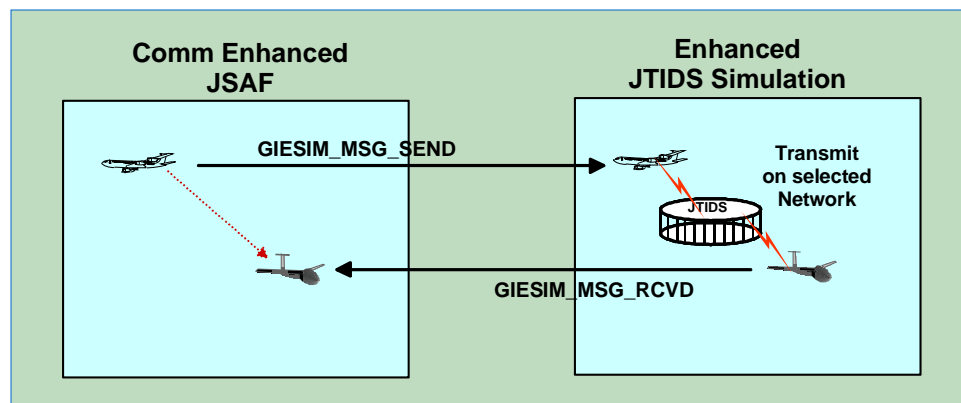 Comm Enhanced
JSAF
Enhanced
JTIDS Simulation
GIESIM_MSG_SEND
Transmit
on selected
Network
JTIDS
GIESIM_MSG_RCVD